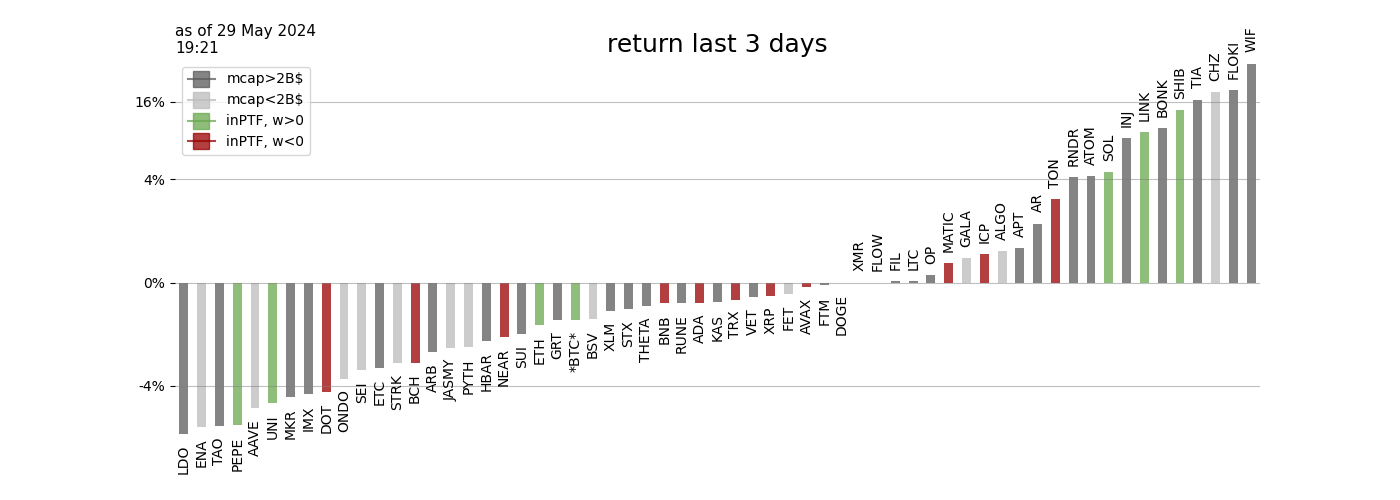 as of 29 May 2024
19:21
return last 3 days
mcap>2B$
mcap<2B$
inPTF, w>0
inPTF, w<0
16%
4%
0%
-4%
LDO
ENA
TAO
PEPE
AAVE
UNI
MKR
IMX
DOT
ONDO
SEI
ETC
STRK
BCH
ARB
JASMY
PYTH
HBAR
NEAR
SUI
ETH
GRT
*BTC*
BSV
XLM
STX
THETA
BNB
RUNE
ADA
KAS
TRX
VET
XRP
FET
AVAX
FTM
DOGE
XMR
FLOW
FIL
LTC
OP
MATIC
GALA
ICP
ALGO
APT
AR
TON
RNDR
ATOM
SOL
INJ
LINK
BONK
SHIB
TIA
CHZ
FLOKI
WIF